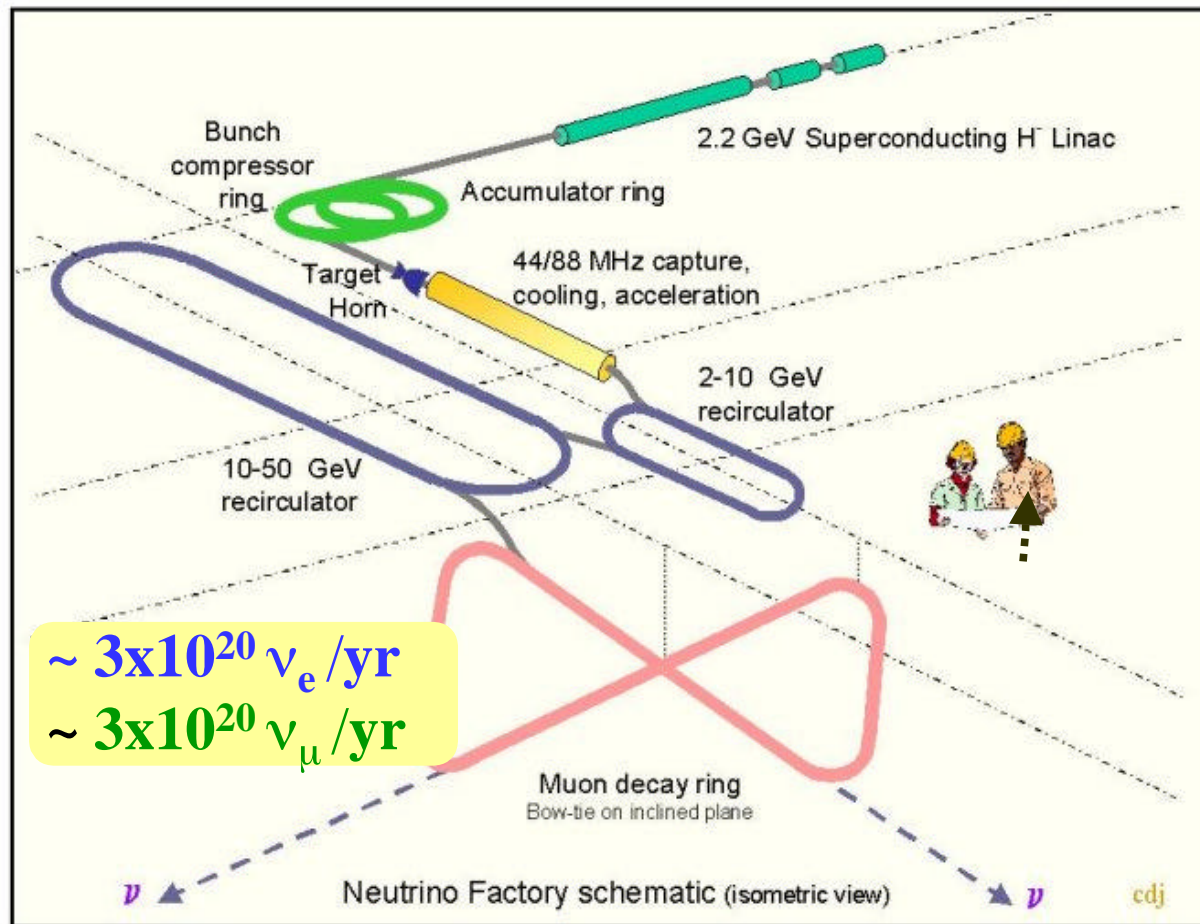 2.2 GeV Superconducting H⁻ Linac
Bunch
compressor
ring
Accumulator ring
Target
Horn
44/88 MHz capture,
cooling, acceleration
2-10 GeV
recirculator
10-50 GeV
recirculator
~ 3x10²⁰ νₑ /yr
~ 3x10²⁰ ν_μ /yr
Muon decay ring
Bow-tie on inclined plane
ν
Neutrino Factory schematic (isometric view)
ν
cdj